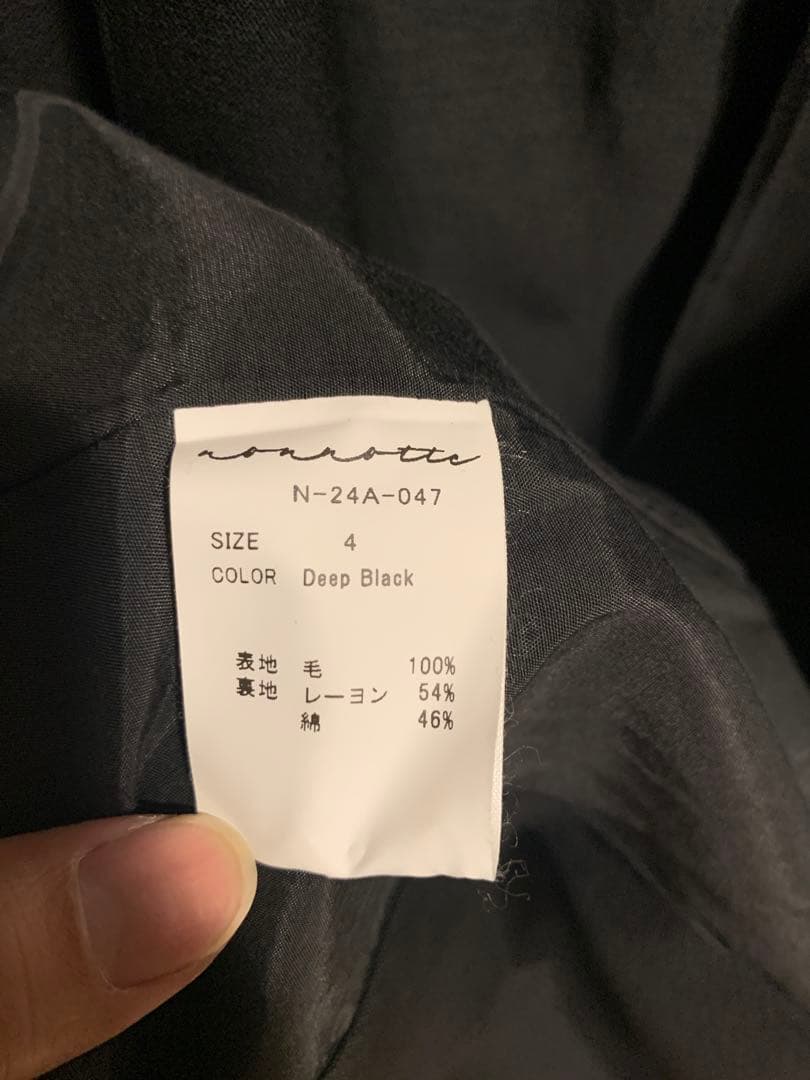 nonnotte
N-24A-047
SIZE 4
COLOR Deep Black
表地 毛 100%
裏地 レーヨン 54%
綿 46%